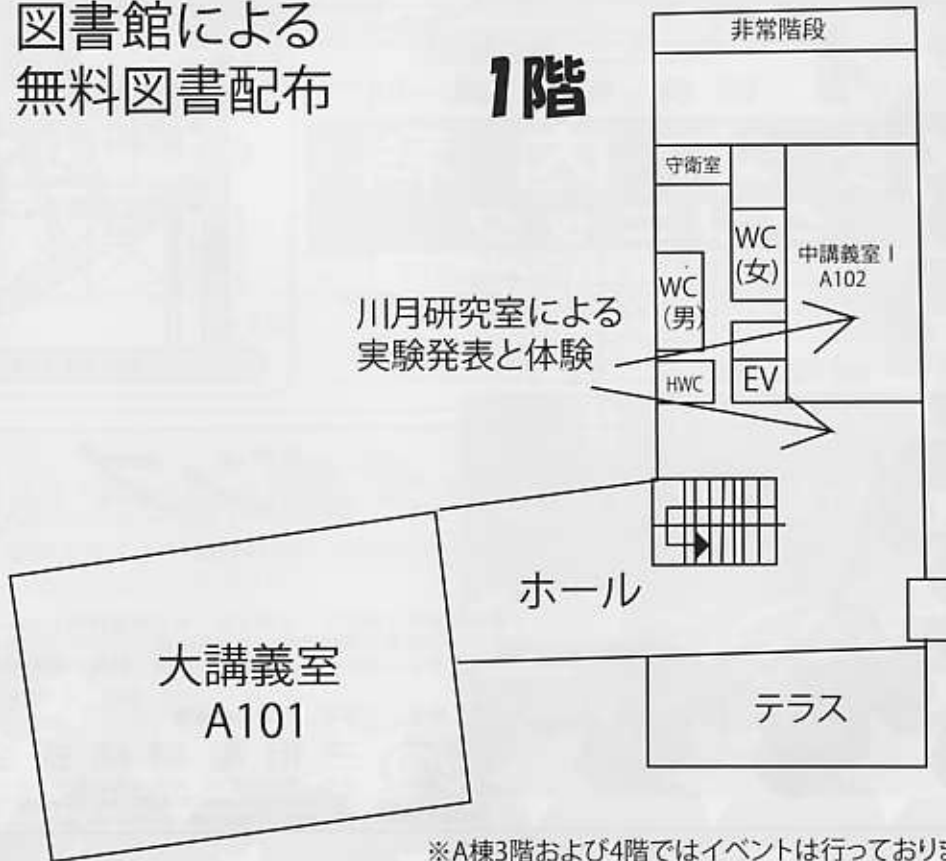 図書館による
無料図書配布
1階
非常階段
守衛室
WC
(女)
中講義室 I
A102
WC
(男)
川月研究室による
実験発表と体験
HWC
EV
ホール
大講義室
A101
テラス
※A棟3階および4階ではイベントは行っており